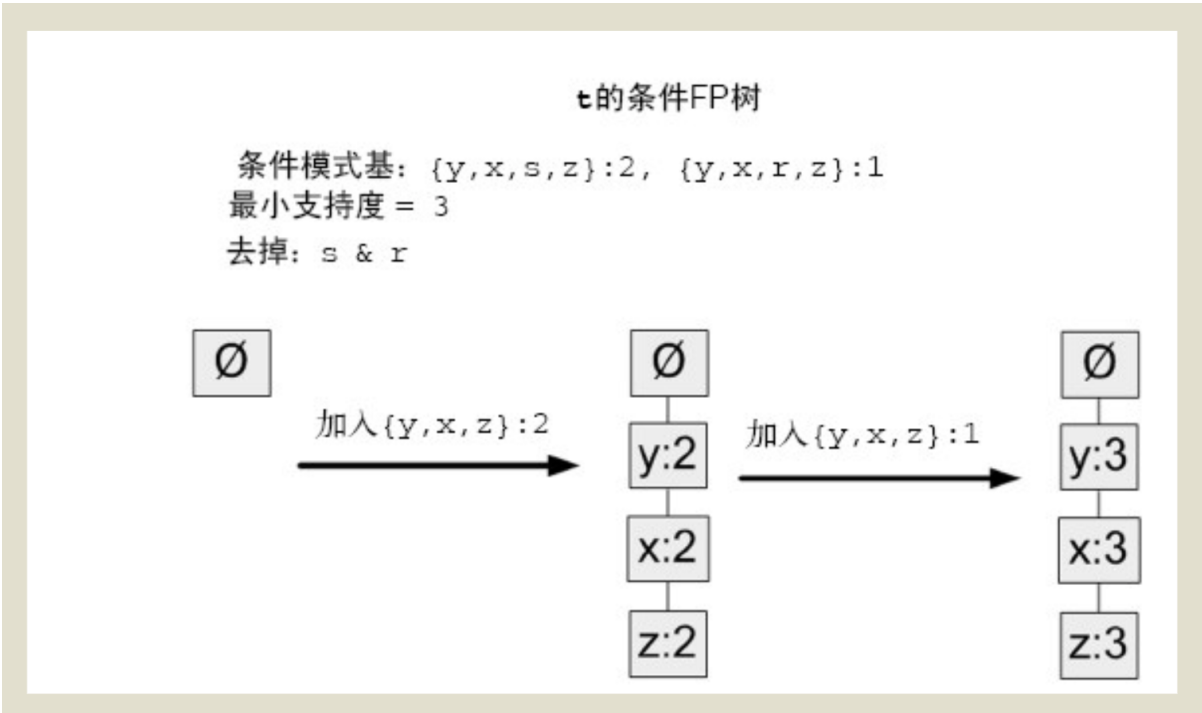 t的条件FP树
条件模式基：{y,x,s,z}:2, {y,x,r,z}:1
最小支持度 = 3
去掉：s & r
Ø
Ø
Ø
加入{y,x,z}:2
加入{y,x,z}:1
y:2
y:3
x:2
x:3
z:2
z:3